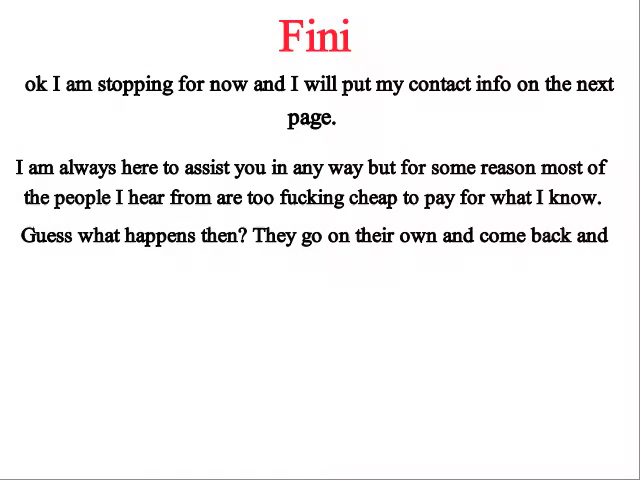 Fini
ok I am stopping for now and I will put my contact info on the next
page.
I am always here to assist you in any way but for some reason most of
the people I hear from are too fucking cheap to pay for what I know.
Guess what happens then? They go on their own and come back and